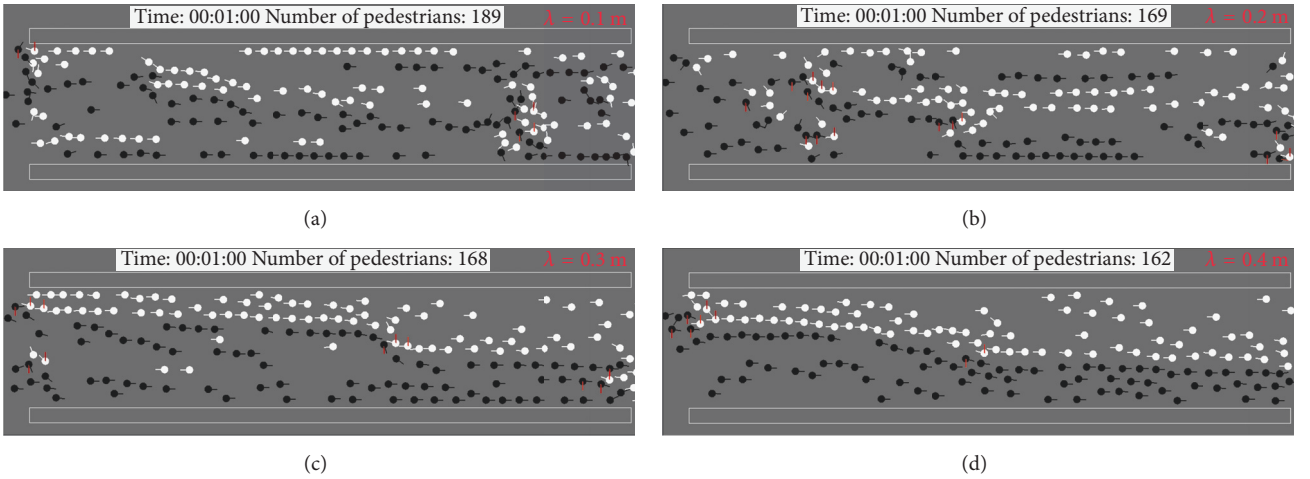 Time: 00:01:00 Number of pedestrians: 189 λ = 0.1 m
Time: 00:01:00 Number of pedestrians: 169 λ = 0.2 m
(a)
(b)
Time: 00:01:00 Number of pedestrians: 168 λ = 0.3 m
Time: 00:01:00 Number of pedestrians: 162 λ = 0.4 m
(c)
(d)